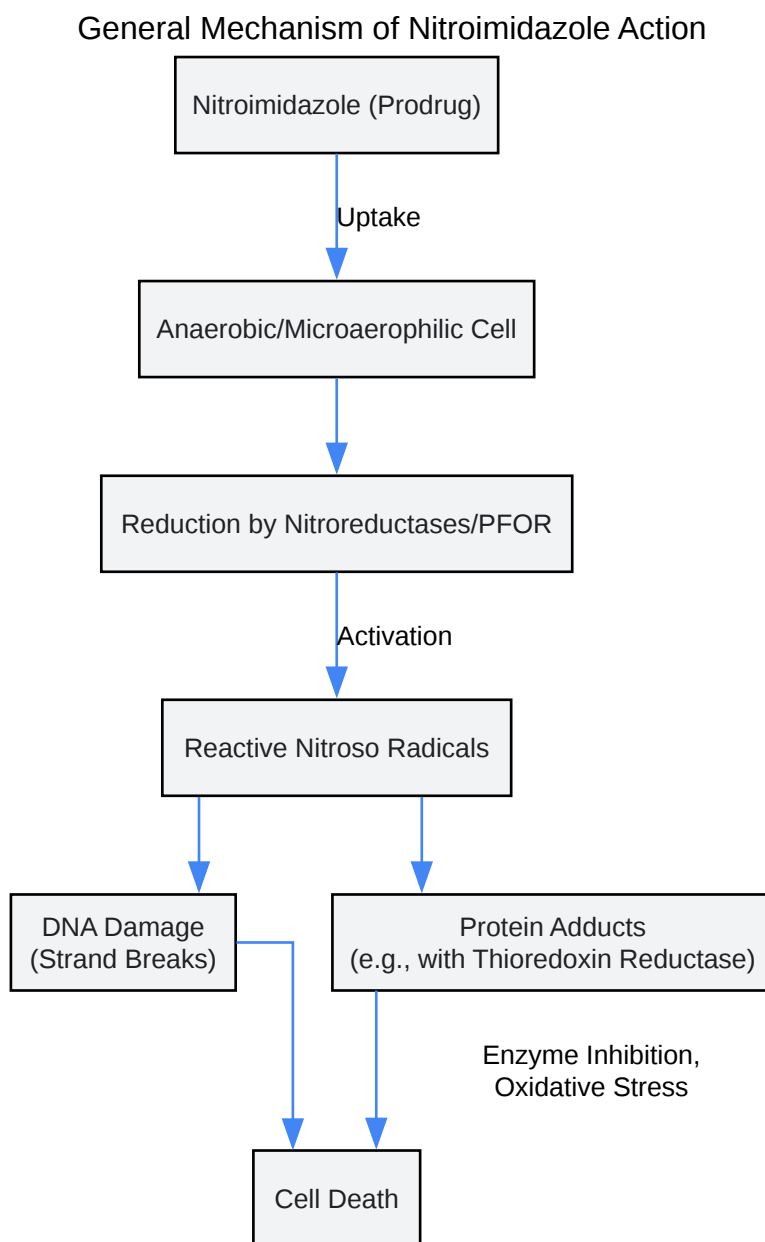 General Mechanism of Nitroimidazole Action
Nitroimidazole (Prodrug)
Uptake
Anaerobic/Microaerophilic Cell
Reduction by Nitroreductases/PFOR
Activation
Reactive Nitroso Radicals
DNA Damage
(Strand Breaks)
Protein Adducts
(e.g., with Thioredoxin Reductase)
Enzyme Inhibition,
Oxidative Stress
Cell Death